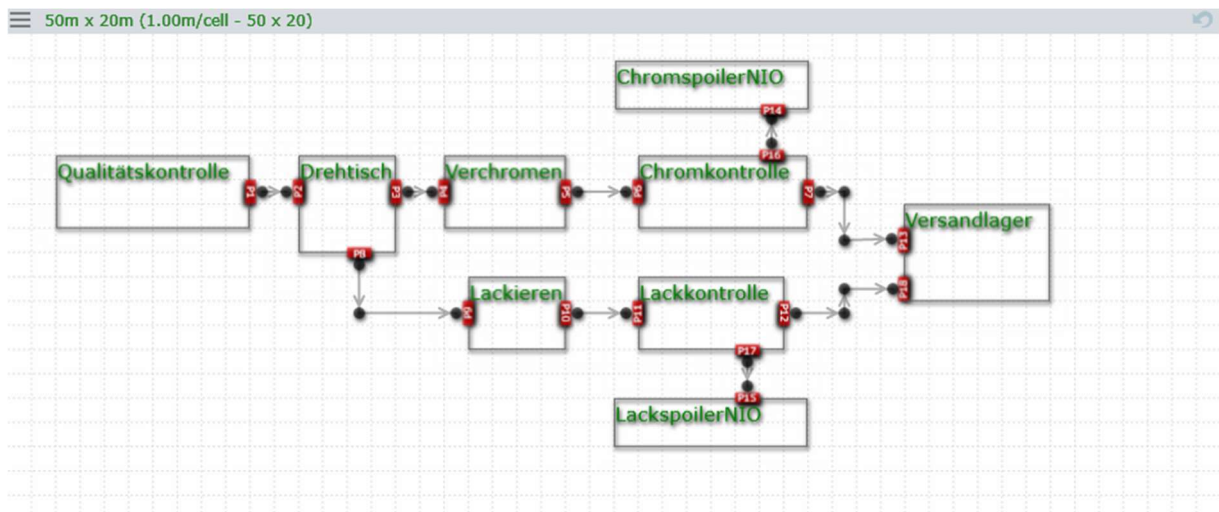 50m x 20m (1.00m/cell - 50 x 20)
ChromspoilerNIO
P14
P16
Qualitätskontrolle
P1
P2
Drehtisch
P3
P4
Verchromen
P5
P6
Chromkontrolle
P7
Versandlager
P13
P18
P8
Lackieren
P9
P10
P11
Lackkontrolle
P12
P17
P15
LackspoilerNIO